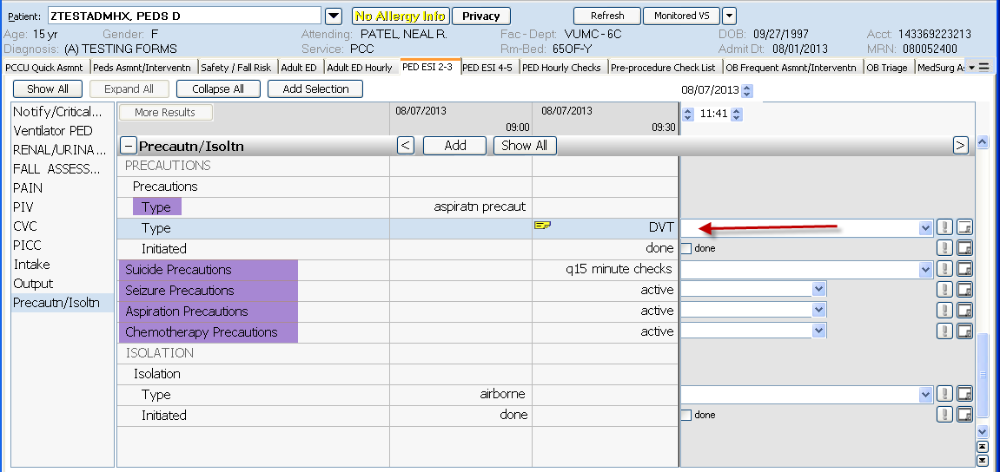 Patient: ZTESTADMHX, PEDS D No Allergy Info Privacy Refresh Monitored VS
Age: 15 yr Gender: F Attending: PATEL, NEAL R. Fac-Dept: VUMC-6C DOB: 09/27/1997 Acct: 143369223213
Diagnosis: (A) TESTING FORMS Service: PCC Rm-Bed: 650F-Y Admit Dt: 08/01/2013 MRN: 080052400
PCCU Quick Asmnt Peds Asmnt/Interventn Safety / Fall Risk Adult ED Adult ED Hourly PED ESI 2-3 PED ESI 4-5 PED Hourly Checks Pre-procedure Check List OB Frequent Asmnt/Interventn OB Triage MedSurg A
Show All Expand All Collapse All Add Selection 08/07/2013
Notify/Critical...
Ventilator PED
RENAL/URINA...
FALL ASSESS...
PAIN
PIV
CVC
PICC
Intake
Output
Precautn/Isoltn
More Results 08/07/2013 08/07/2013 11:41
09:00 09:30
− Precautn/Isoltn < Add Show All >
PRECAUTIONS
Precautions
Type aspiratn precaut
Type DVT
Initiated done done
Suicide Precautions q15 minute checks
Seizure Precautions active
Aspiration Precautions active
Chemotherapy Precautions active
ISOLATION
Isolation
Type airborne
Initiated done done